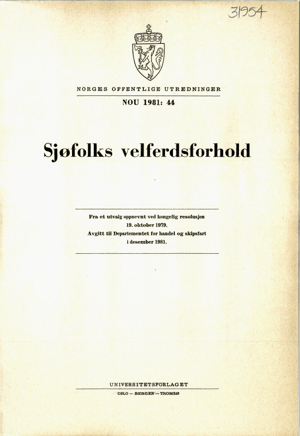 31954
NORGES OFFENTLIGE UTREDNINGER
NOU 1981: 44
Sjøfolks velferdsforhold
Fra et utvalg oppnevnt ved kongelig resolusjon
19. oktober 1979.
Avgitt til Departementet for handel og skipsfart
i desember 1981.
UNIVERSITETSFORLAGET
OSLO – BERGEN – TROMSØ